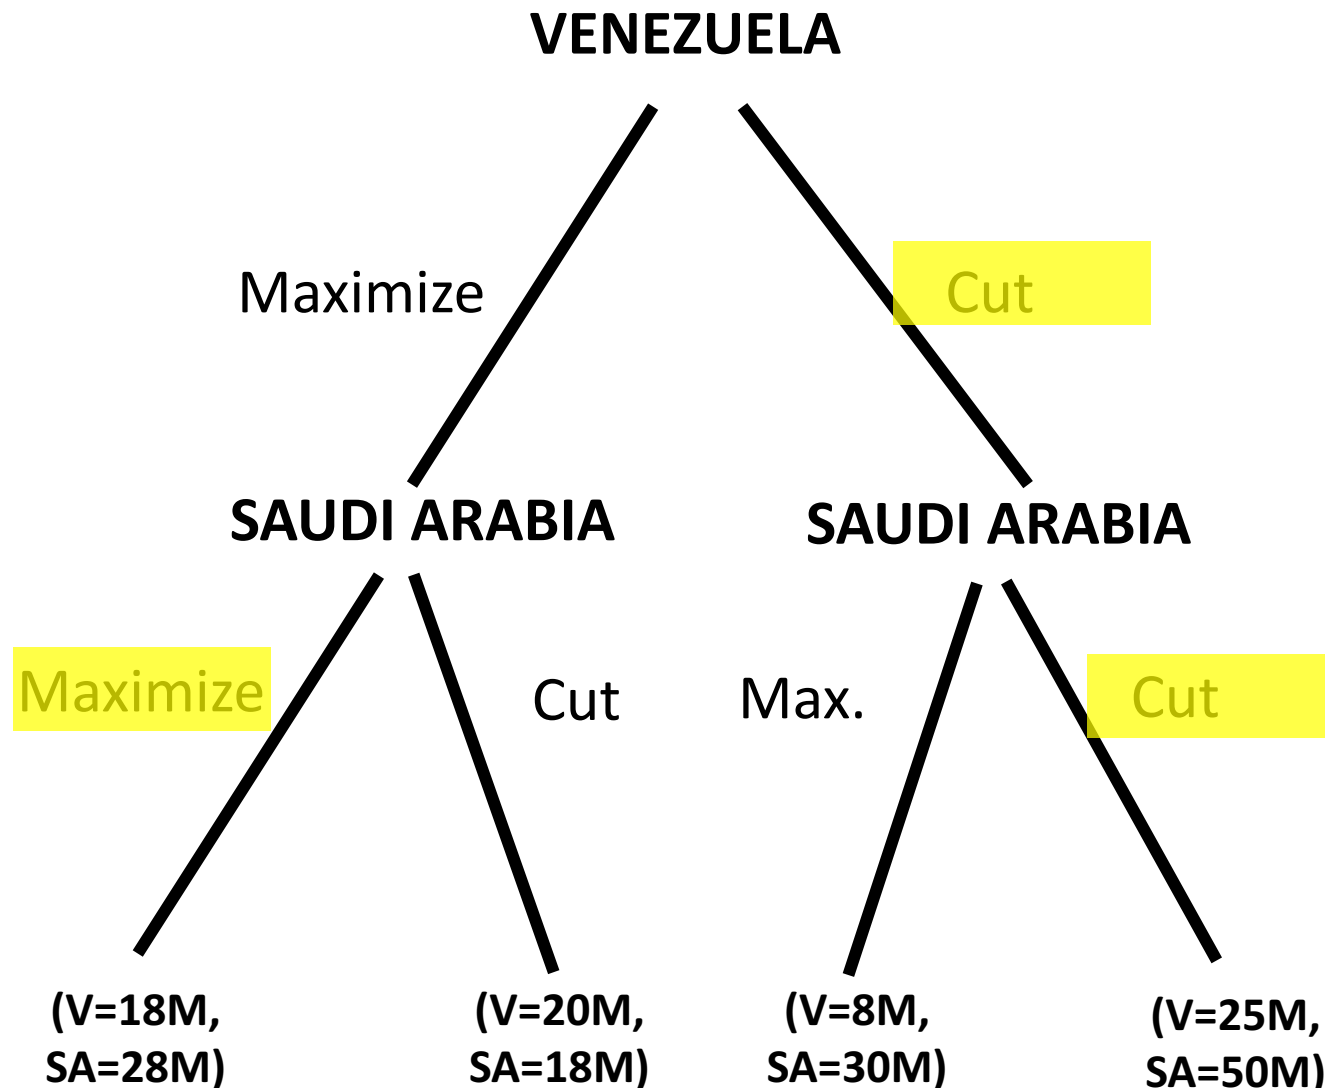 VENEZUELA
Maximize
Cut
SAUDI ARABIA
SAUDI ARABIA
Maximize
Cut
Max.
Cut
(V=18M,
SA=28M)
(V=20M,
SA=18M)
(V=8M,
SA=30M)
(V=25M,
SA=50M)